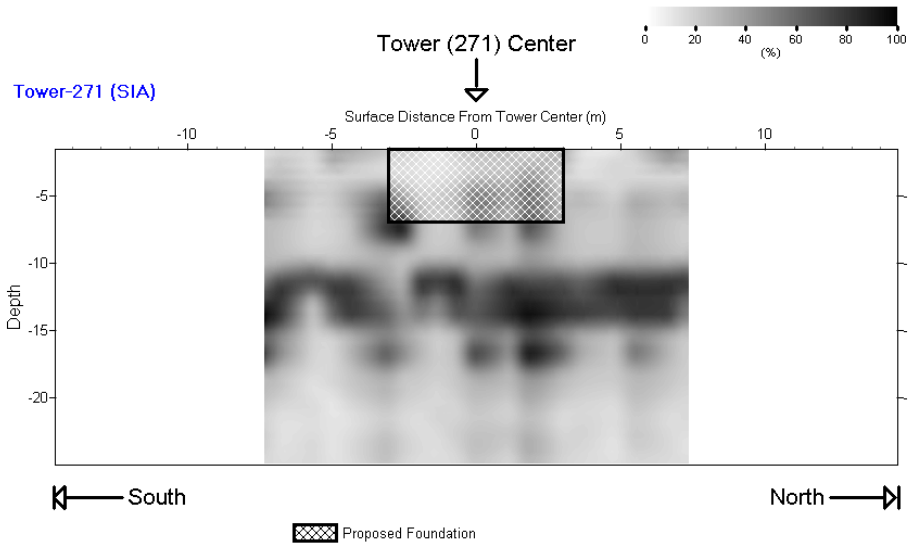 0 20 40 60 80 100
(%)
Tower (271) Center
Tower-271 (SIA)
Surface Distance From Tower Center (m)
-10 -5 0 5 10
-5
-10
-15
-20
Depth
South
North
Proposed Foundation